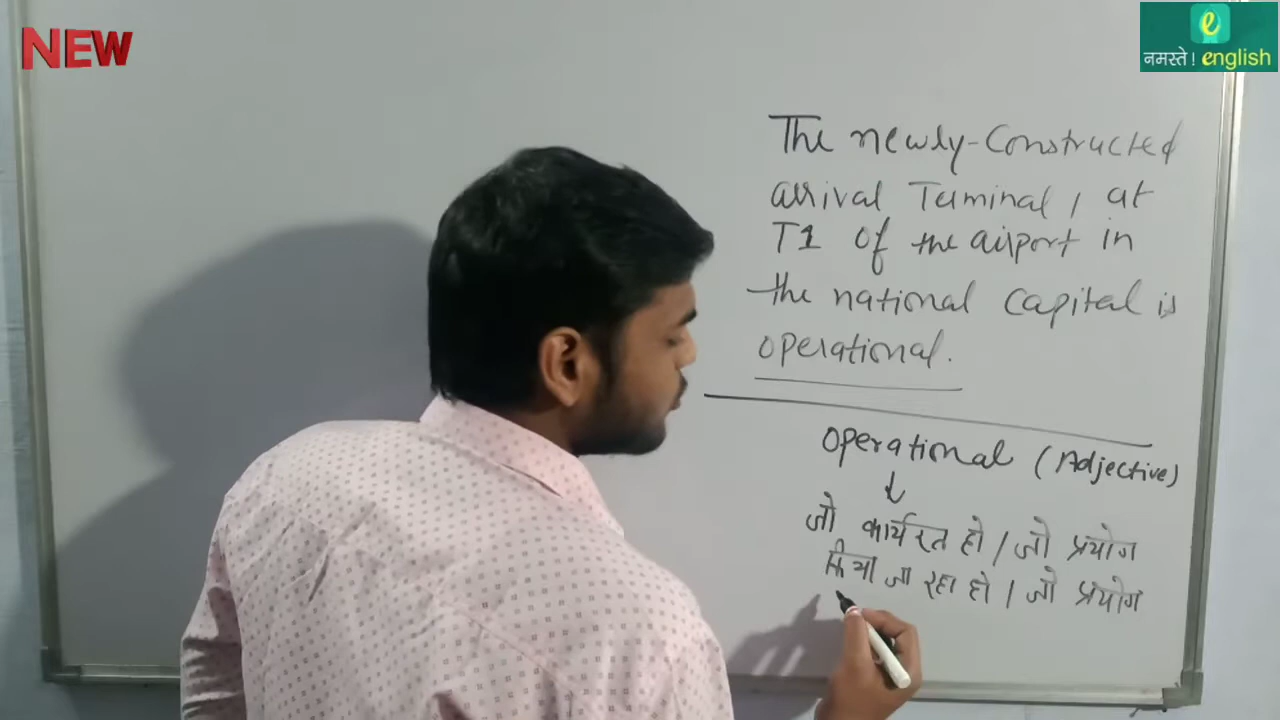 NEW
e
नमस्ते ! english
The newly-Constructed
arrival Terminal, at
T1 of the airport in
the national Capital is
operational.
operational (Adjective)
जो कार्यरत हो / जो प्रयोग
किया जा रहा हो / जो प्रयोग